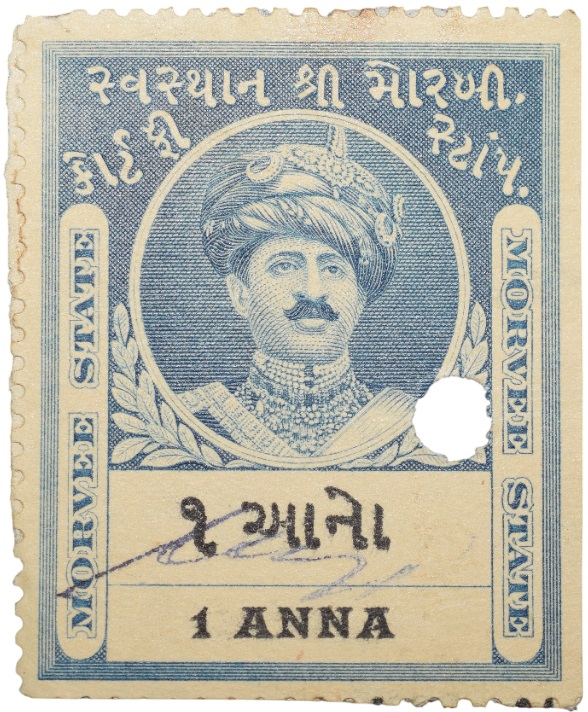 સ્વસ્થાન શ્રી મોરબી.
કોર્ટ ફી સ્ટાંપ.
MORVEE STATE
MORVEE STATE
૧ આનો
1 ANNA